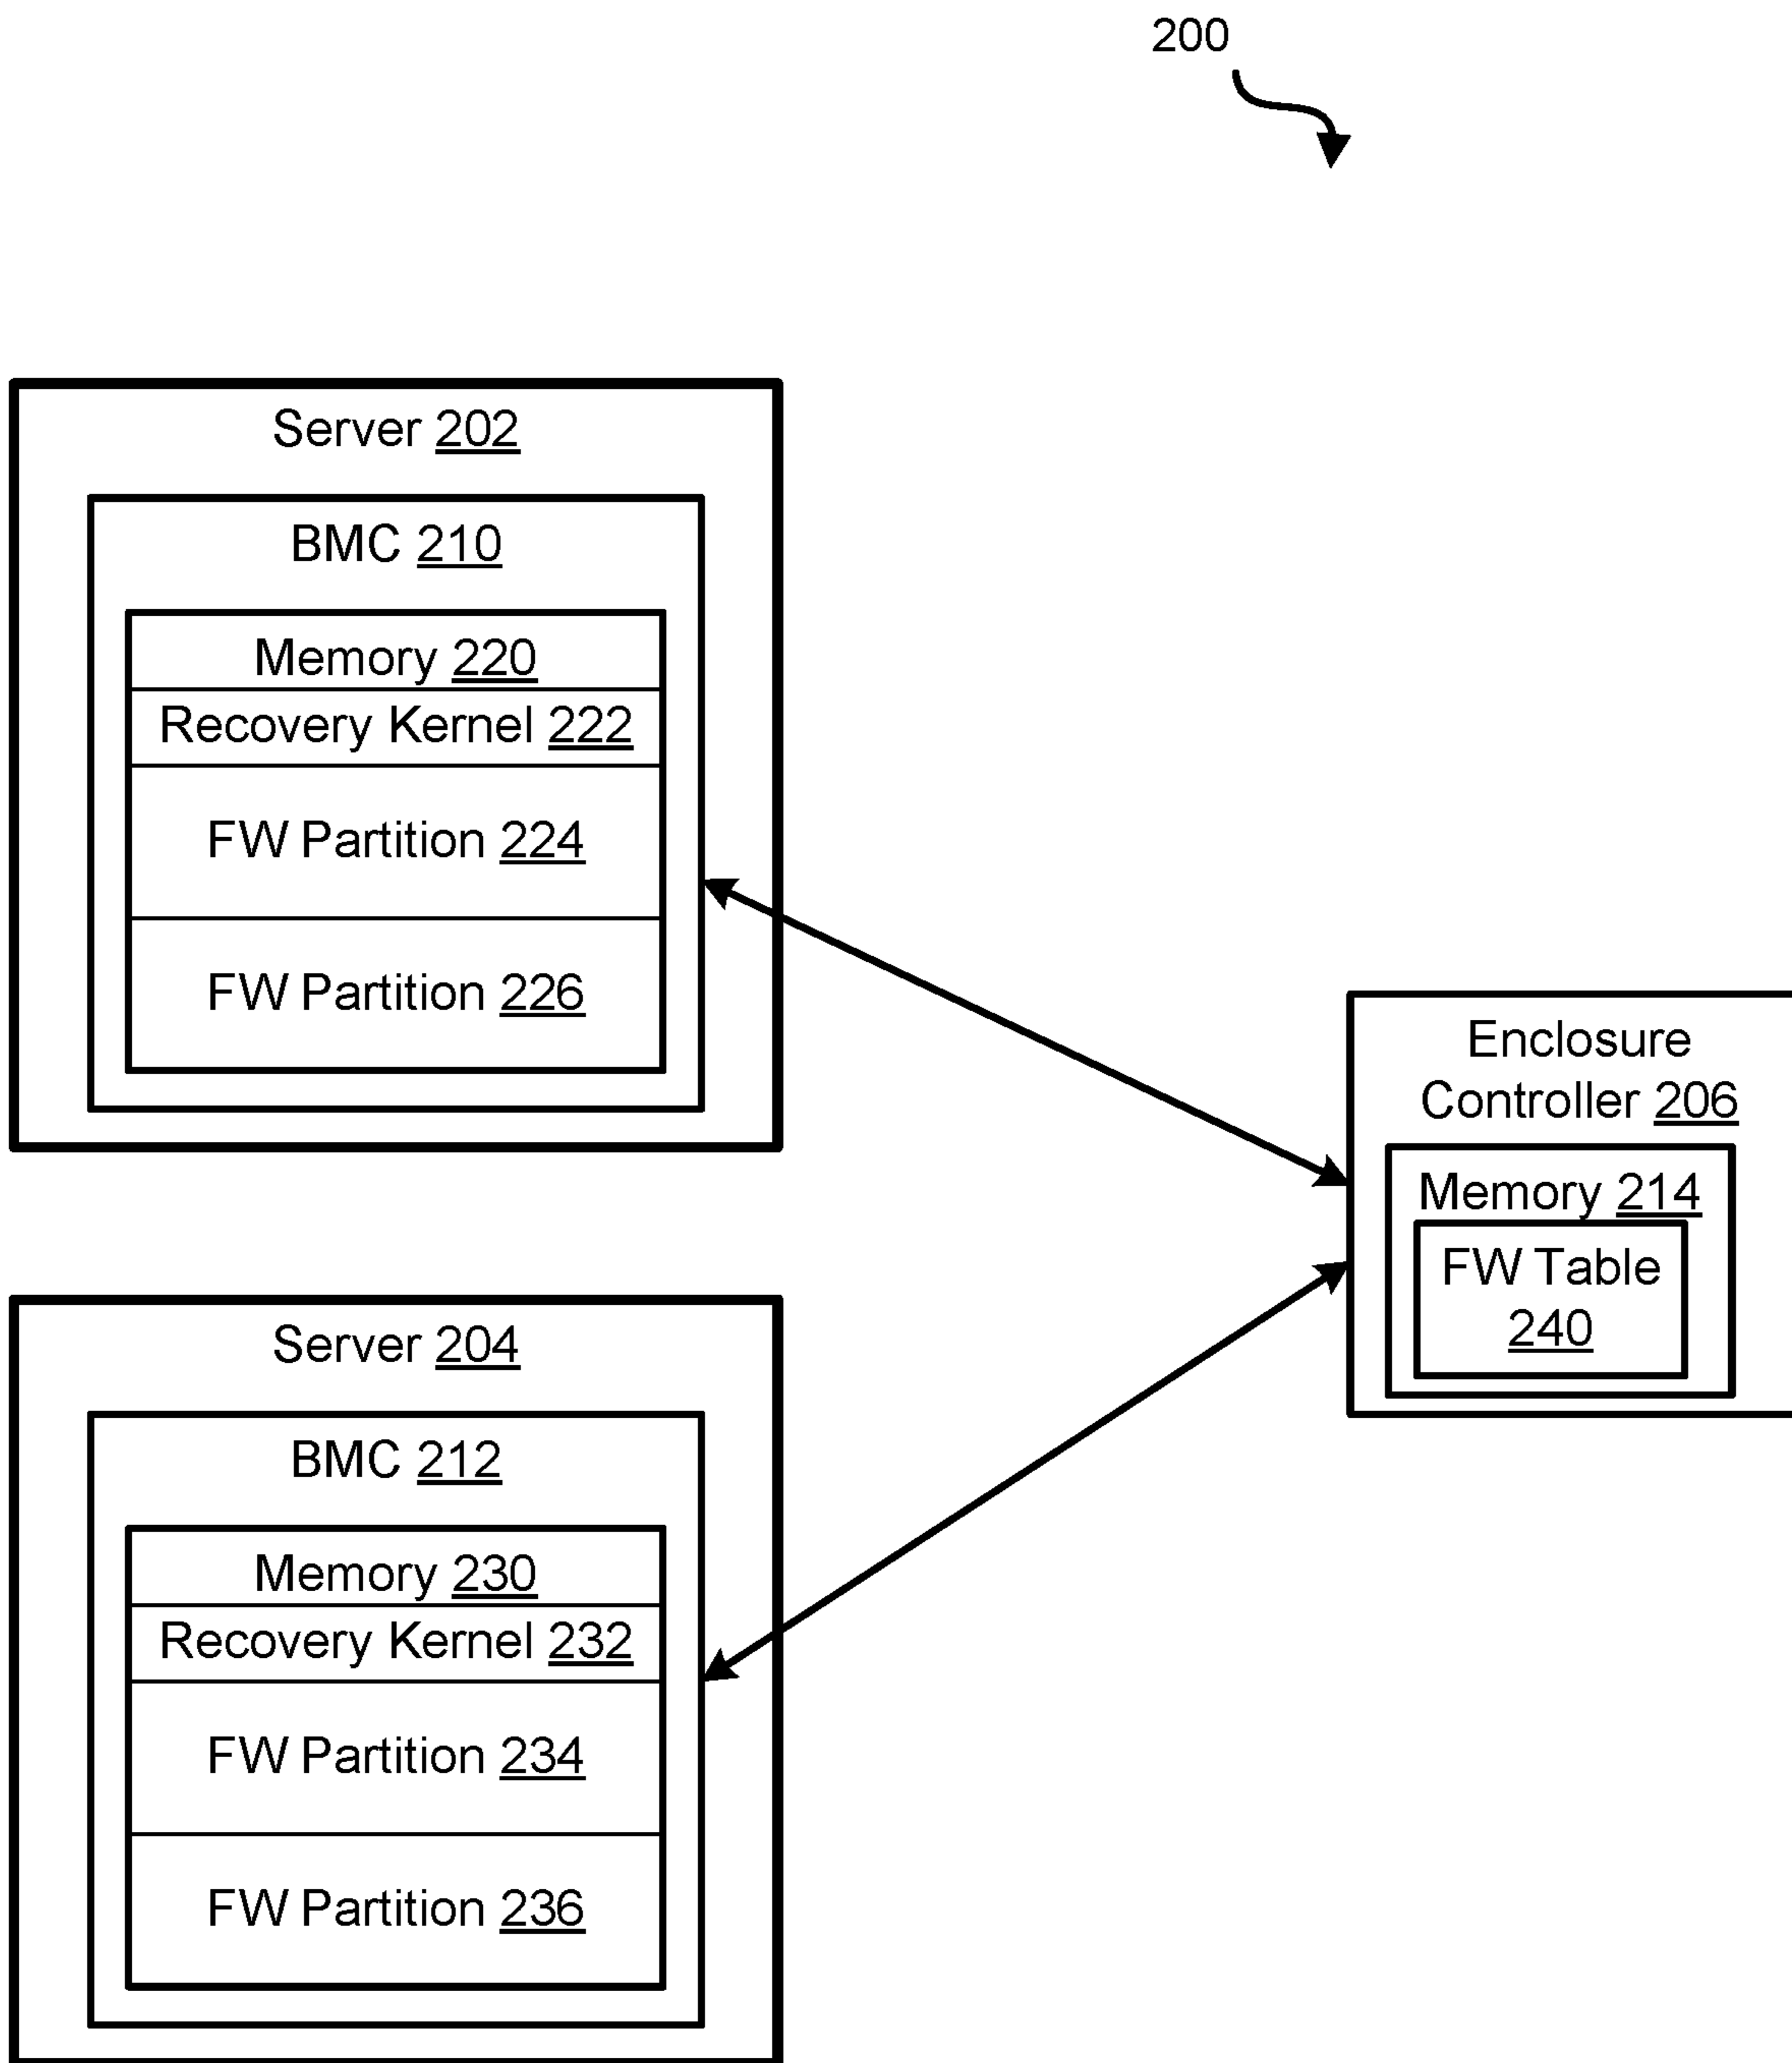 200
Server 202
BMC 210
Memory 220
Recovery Kernel 222
FW Partition 224
FW Partition 226
Enclosure
Controller 206
Memory 214
FW Table
240
Server 204
BMC 212
Memory 230
Recovery Kernel 232
FW Partition 234
FW Partition 236